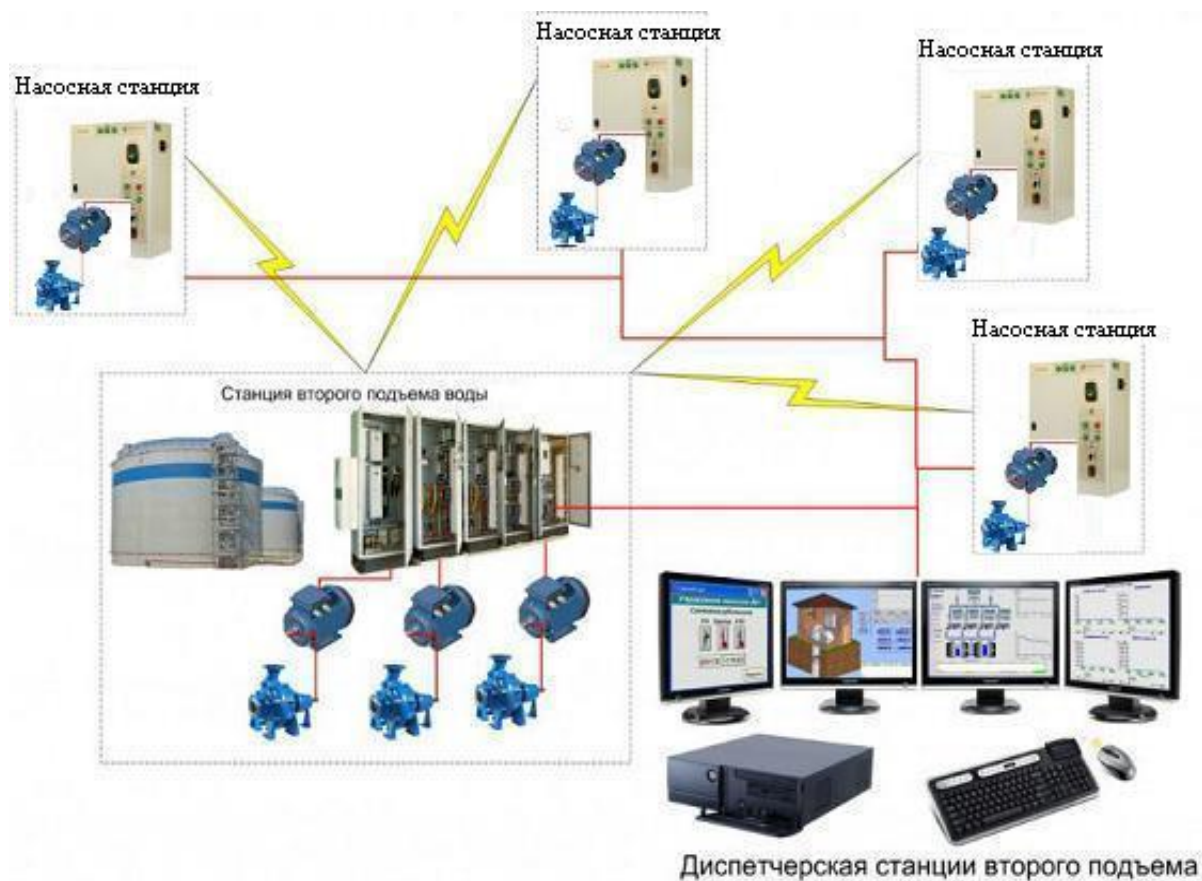 Насосная станция
Насосная станция
Насосная станция
Насосная станция
Станция второго подъема воды
Диспетчерская станции второго подъема